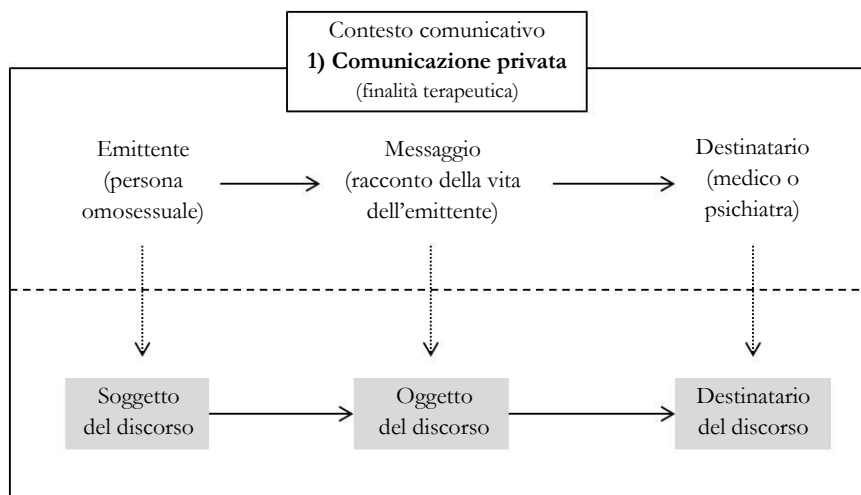 Contesto comunicativo
1) Comunicazione privata
(finalità terapeutica)
Emittente
(persona
omosessuale)
Messaggio
(racconto della vita
dell’emittente)
Destinatario
(medico o
psichiatra)
Soggetto
del discorso
Oggetto
del discorso
Destinatario
del discorso